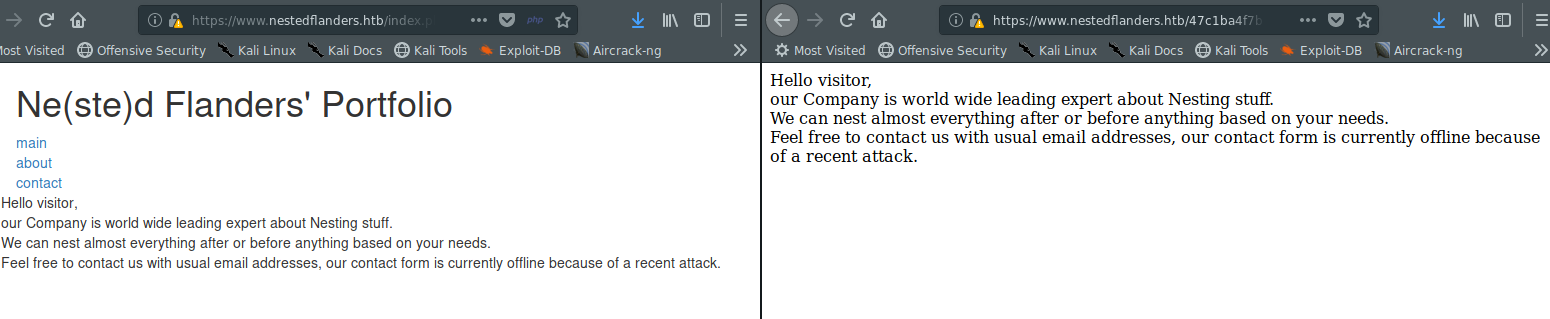 https://www.nestedflanders.htb/index.p
php
Most Visited Offensive Security Kali Linux Kali Docs Kali Tools Exploit-DB Aircrack-ng
Ne(ste)d Flanders' Portfolio
main
about
contact
Hello visitor,
our Company is world wide leading expert about Nesting stuff.
We can nest almost everything after or before anything based on your needs.
Feel free to contact us with usual email addresses, our contact form is currently offline because of a recent attack.
https://www.nestedflanders.htb/47c1ba4f7b
Most Visited Offensive Security Kali Linux Kali Docs Kali Tools Exploit-DB Aircrack-ng
Hello visitor,
our Company is world wide leading expert about Nesting stuff.
We can nest almost everything after or before anything based on your needs.
Feel free to contact us with usual email addresses, our contact form is currently offline because
of a recent attack.